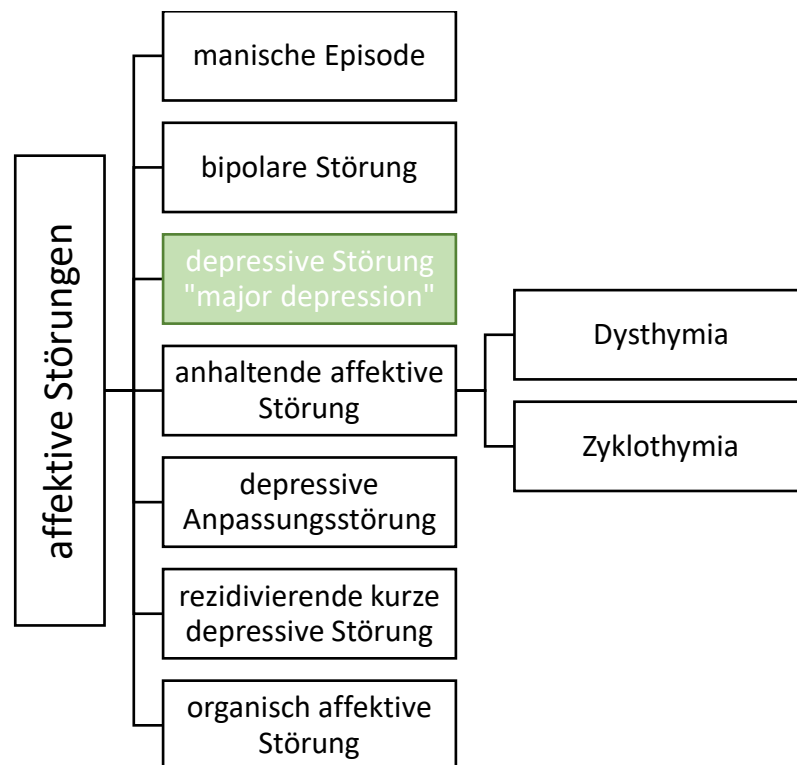 affektive Störungen
manische Episode
bipolare Störung
depressive Störung
"major depression"
anhaltende affektive
Störung
Dysthymia
Zyklothymia
depressive
Anpassungsstörung
rezidivierende kurze
depressive Störung
organisch affektive
Störung